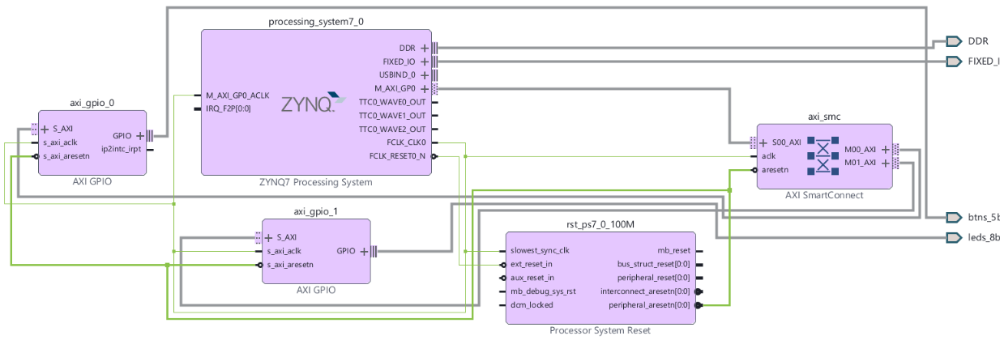 processing_system7_0
DDR
FIXED_IO
USBIND_0
M_AXI_GP0
TTC0_WAVE0_OUT
TTC0_WAVE1_OUT
TTC0_WAVE2_OUT
FCLK_CLK0
FCLK_RESET0_N
M_AXI_GP0_ACLK
IRQ_F2P[0:0]
ZYNQ
ZYNQ7 Processing System
DDR
FIXED_I
axi_gpio_0
S_AXI
s_axi_aclk
s_axi_aresetn
GPIO
ip2intc_irpt
AXI GPIO
axi_smc
S00_AXI
aclk
aresetn
M00_AXI
M01_AXI
AXI SmartConnect
axi_gpio_1
S_AXI
s_axi_aclk
s_axi_aresetn
GPIO
AXI GPIO
rst_ps7_0_100M
slowest_sync_clk
ext_reset_in
aux_reset_in
mb_debug_sys_rst
dcm_locked
mb_reset
bus_struct_reset[0:0]
peripheral_reset[0:0]
interconnect_aresetn[0:0]
peripheral_aresetn[0:0]
Processor System Reset
btns_5b
leds_8b